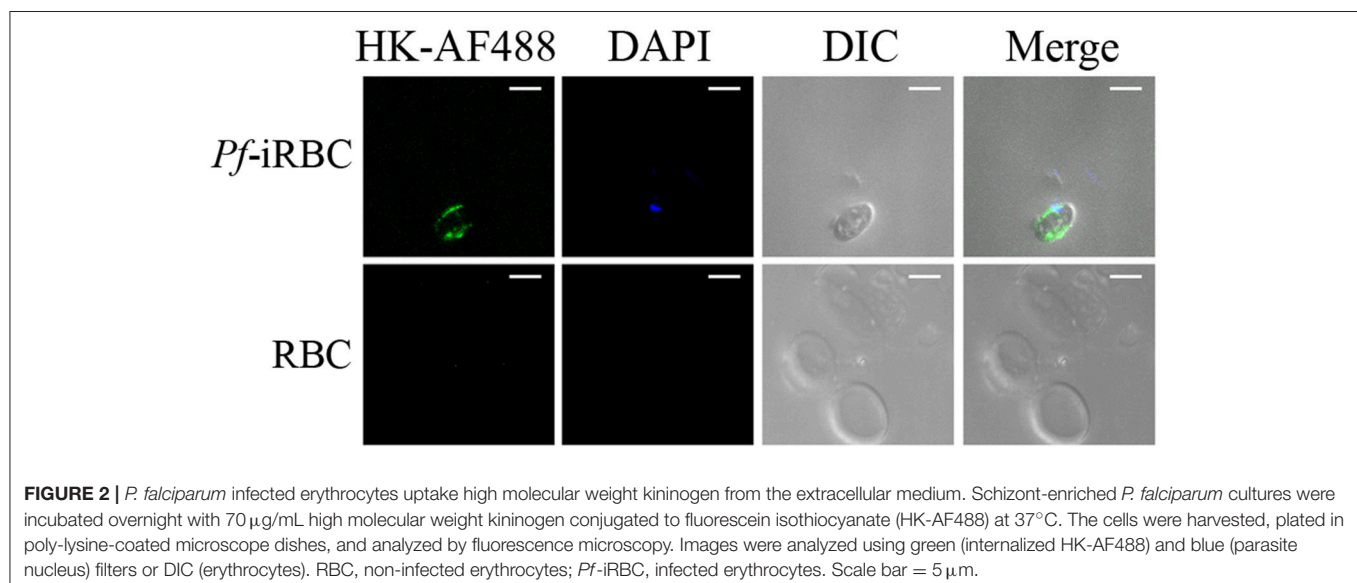 HK-AF488 DAPI DIC Merge
Pf-iRBC
RBC
FIGURE 2 | P. falciparum infected erythrocytes uptake high molecular weight kininogen from the extracellular medium. Schizont-enriched P. falciparum cultures were
incubated overnight with 70 μg/mL high molecular weight kininogen conjugated to fluorescein isothiocyanate (HK-AF488) at 37°C. The cells were harvested, plated in
poly-lysine-coated microscope dishes, and analyzed by fluorescence microscopy. Images were analyzed using green (internalized HK-AF488) and blue (parasite
nucleus) filters or DIC (erythrocytes). RBC, non-infected erythrocytes; Pf-iRBC, infected erythrocytes. Scale bar = 5 μm.